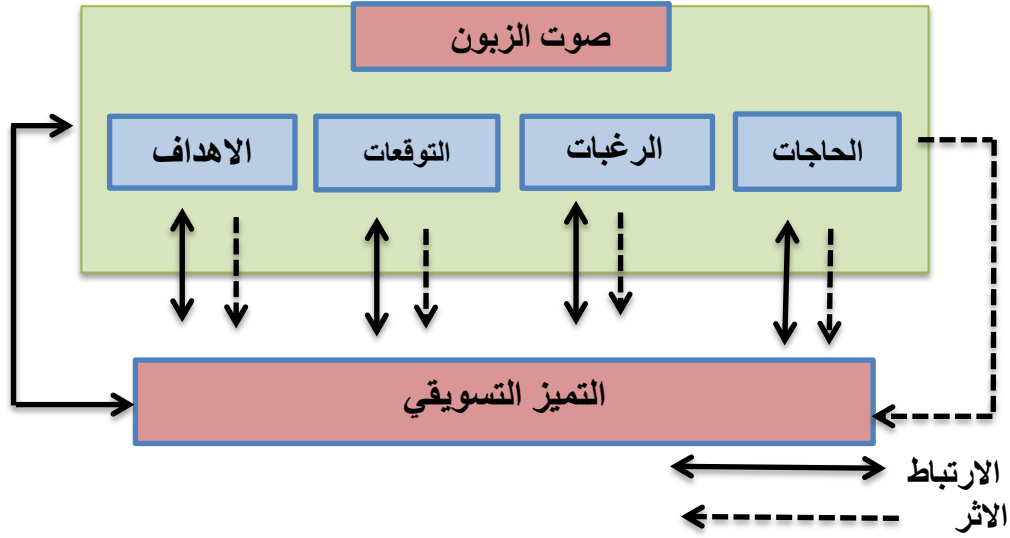 صوت الزبون
الحاجات
الرغبات
التوقعات
الاهداف
التميز التسويقي
الارتباط
الاثر